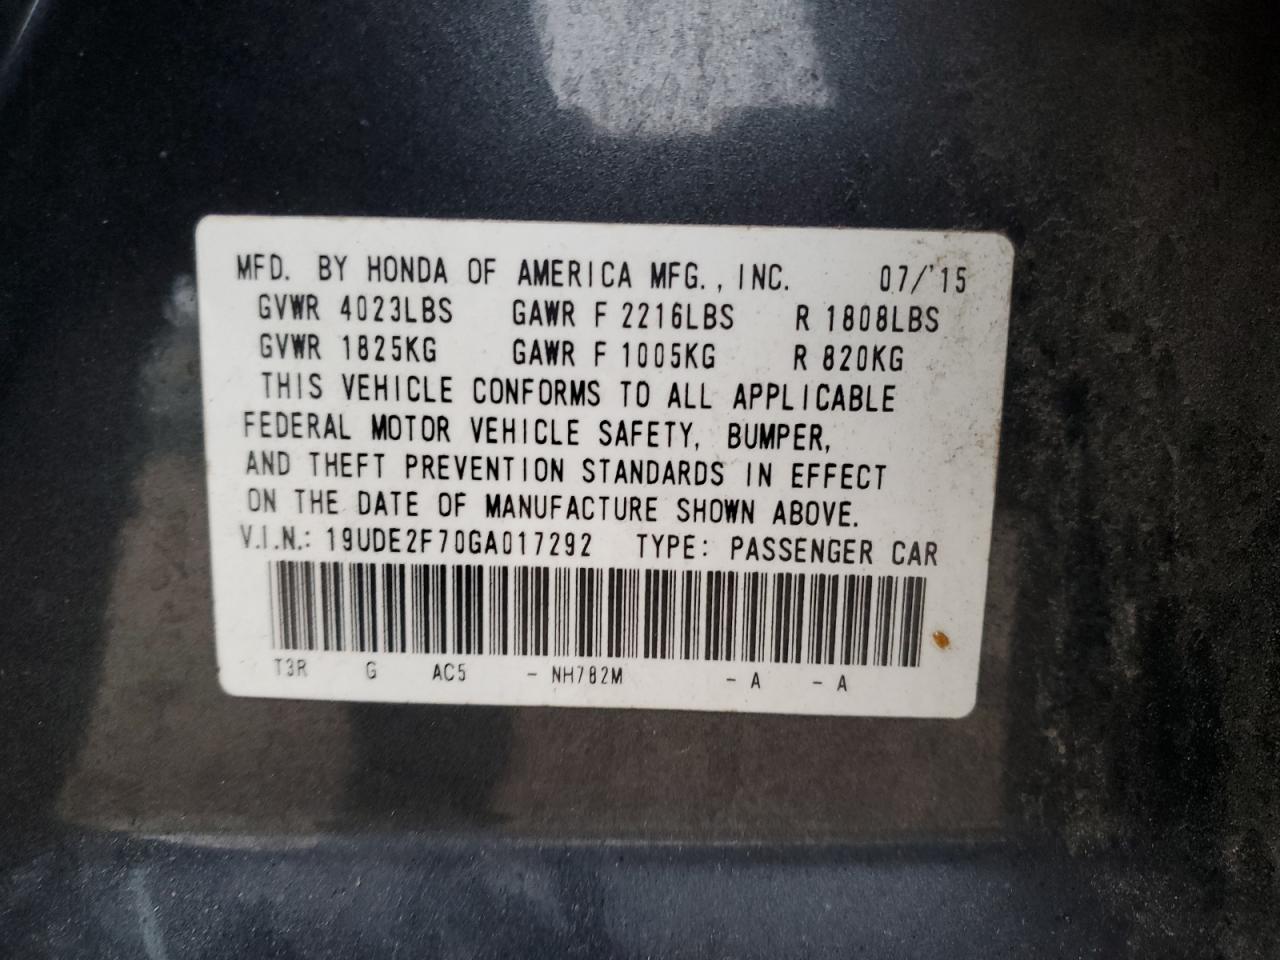 MFD. BY HONDA OF AMERICA MFG., INC. 07/'15
GVWR 4023LBS GAWR F 2216LBS R 1808LBS
GVWR 1825KG GAWR F 1005KG R 820KG
THIS VEHICLE CONFORMS TO ALL APPLICABLE
FEDERAL MOTOR VEHICLE SAFETY, BUMPER,
AND THEFT PREVENTION STANDARDS IN EFFECT
ON THE DATE OF MANUFACTURE SHOWN ABOVE.
V.I.N.: 19UDE2F70GA017292 TYPE: PASSENGER CAR
T3R G AC5 - NH782M - A - A